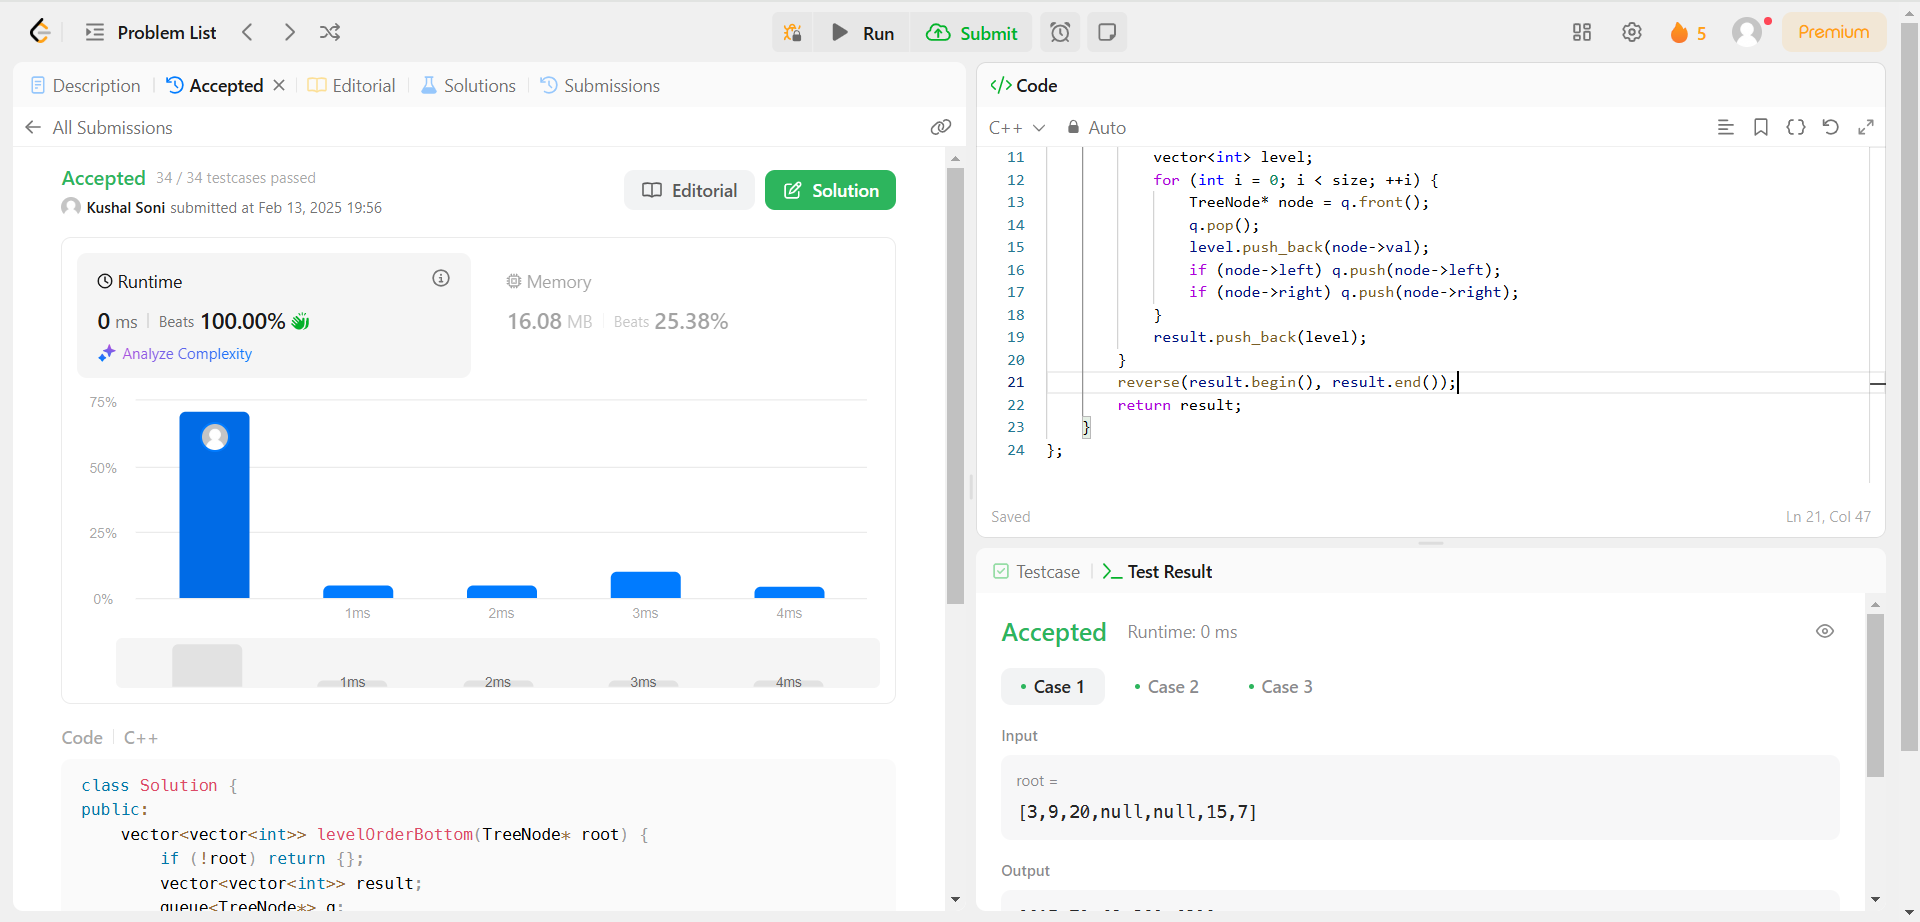 Problem List
Run
Submit
5
Premium
Description
Accepted
Editorial
Solutions
Submissions
All Submissions
Accepted 34 / 34 testcases passed
Kushal Soni submitted at Feb 13, 2025 19:56
Editorial
Solution
Runtime
0 ms Beats 100.00%
Analyze Complexity
Memory
16.08 MB Beats 25.38%
75%
50%
25%
0%
1ms 2ms 3ms 4ms
1ms 2ms 3ms 4ms
Code C++
class Solution {
public:
    vector<vector<int>> levelOrderBottom(TreeNode* root) {
        if (!root) return {};
        vector<vector<int>> result;
        queue<TreeNode*> q;
</> Code
C++ Auto
11 vector<int> level;
12 for (int i = 0; i < size; ++i) {
13 TreeNode* node = q.front();
14 q.pop();
15 level.push_back(node->val);
16 if (node->left) q.push(node->left);
17 if (node->right) q.push(node->right);
18 }
19 result.push_back(level);
20 }
21 reverse(result.begin(), result.end());
22 return result;
23 }
24 };
Saved
Ln 21, Col 47
Testcase
Test Result
Accepted Runtime: 0 ms
Case 1
Case 2
Case 3
Input
root =
[3,9,20,null,null,15,7]
Output